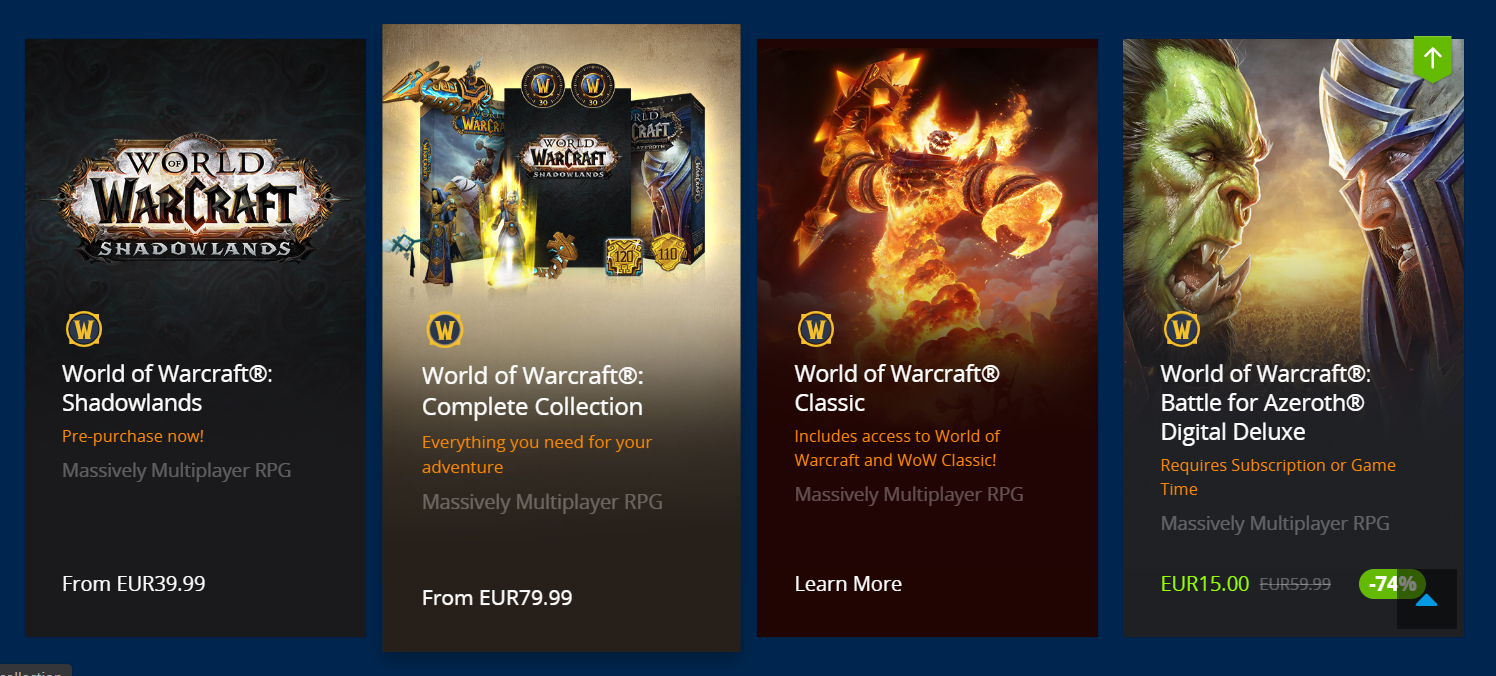 WORLD
OF
WARCRAFT
SHADOWLANDS
World of Warcraft®:
Shadowlands
Pre-purchase now!
Massively Multiplayer RPG
From EUR39.99
W
30
W
30
WORLD
OF
WARCRAFT
SHADOWLANDS
120
110
W
World of Warcraft®:
Complete Collection
Everything you need for your
adventure
Massively Multiplayer RPG
From EUR79.99
W
World of Warcraft®
Classic
Includes access to World of
Warcraft and WoW Classic!
Massively Multiplayer RPG
Learn More
W
World of Warcraft®:
Battle for Azeroth®
Digital Deluxe
Requires Subscription or Game
Time
Massively Multiplayer RPG
EUR15.00 EUR59.99 -74%